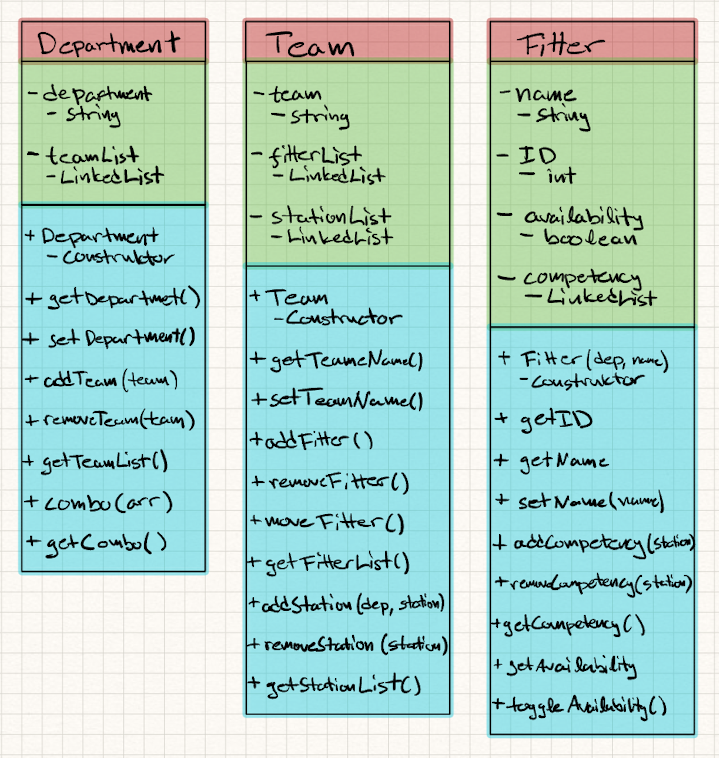 Department
- department
- string
- teamList
- LinkedList
+ Department
- Construktor
+ getDepartmet()
+ setDepartment()
+ addTeam(team)
+ removeTeam(team)
+ getTeamList()
+ combo(arr)
+ getCombo()
Team
- team
- string
- fitterList
- LinkedList
- stationList
- LinkedList
+ Team
- Constructor
+ getTeameName()
+ setTeamName()
+ addFitter()
+ removeFitter()
+ moveFitter()
+ getFitterList()
+ addStation(dep, station)
+ removeStation(station)
+ getStationList()
Fitter
- name
- string
- ID
- int
- availability
- boolean
- competency
- LinkedList
+ Fitter(dep, name)
- Constructor
+ getID
+ getName
+ setName(name)
+ addCompetency(station)
+ removeCompetency(station)
+ getCompetency()
+ getAvailability
+ toggleAvailability()